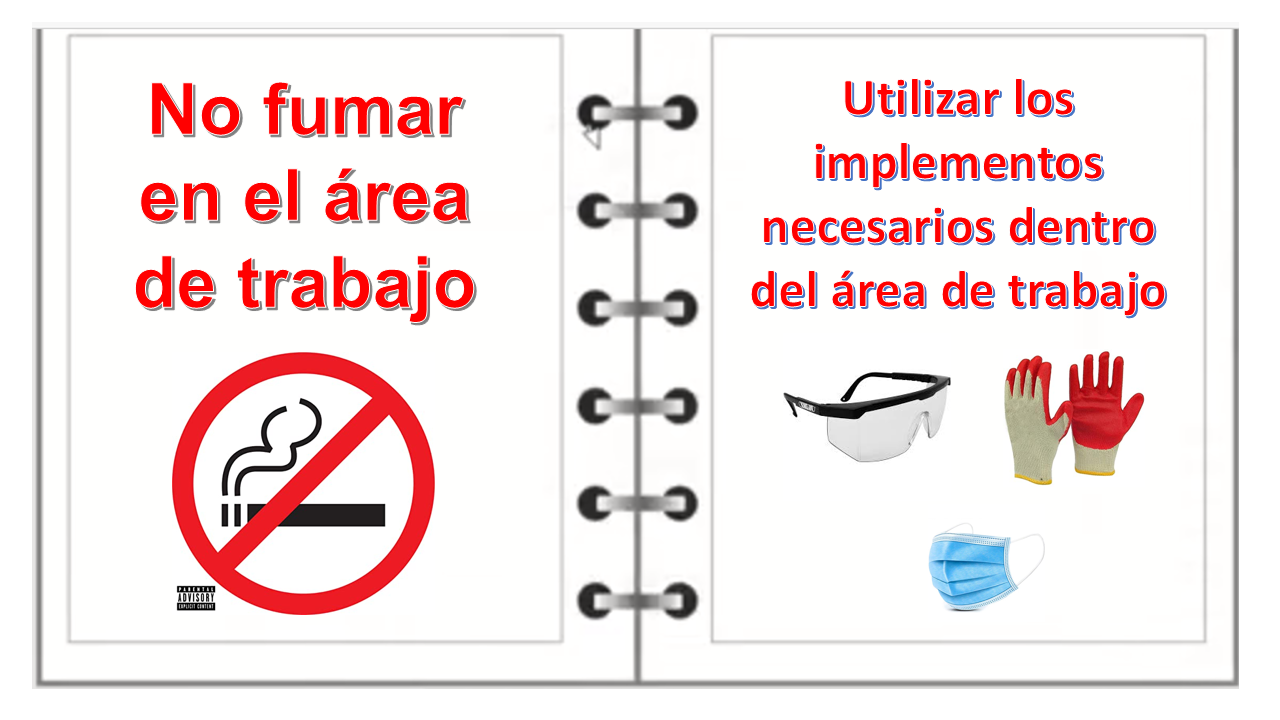 No fumar
en el área
de trabajo
PARENTAL
ADVISORY
EXPLICIT CONTENT
Utilizar los
implementos
necesarios dentro
del área de trabajo